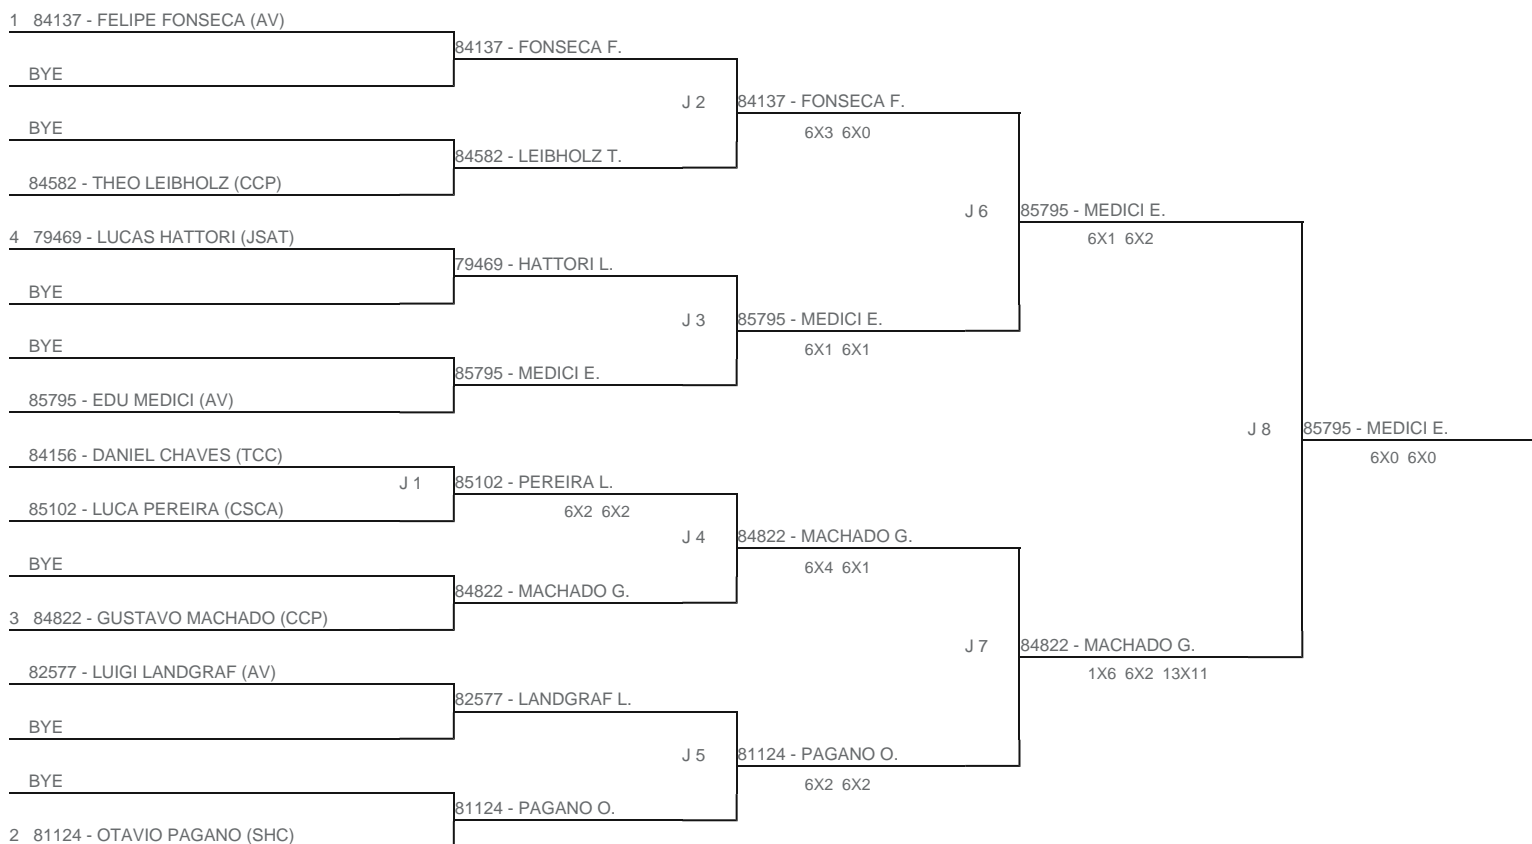 1 84137 - FELIPE FONSECA (AV)
84137 - FONSECA F.
BYE
J 2
84137 - FONSECA F.
BYE
6X3 6X0
84582 - LEIBHOLZ T.
84582 - THEO LEIBHOLZ (CCP)
J 6
85795 - MEDICI E.
4 79469 - LUCAS HATTORI (JSAT)
6X1 6X2
79469 - HATTORI L.
BYE
J 3
85795 - MEDICI E.
BYE
6X1 6X1
85795 - MEDICI E.
85795 - EDU MEDICI (AV)
J 8
85795 - MEDICI E.
84156 - DANIEL CHAVES (TCC)
6X0 6X0
J 1
85102 - PEREIRA L.
85102 - LUCA PEREIRA (CSCA)
6X2 6X2
J 4
84822 - MACHADO G.
BYE
6X4 6X1
84822 - MACHADO G.
3 84822 - GUSTAVO MACHADO (CCP)
J 7
84822 - MACHADO G.
82577 - LUIGI LANDGRAF (AV)
1X6 6X2 13X11
82577 - LANDGRAF L.
BYE
J 5
81124 - PAGANO O.
BYE
6X2 6X2
81124 - PAGANO O.
2 81124 - OTAVIO PAGANO (SHC)